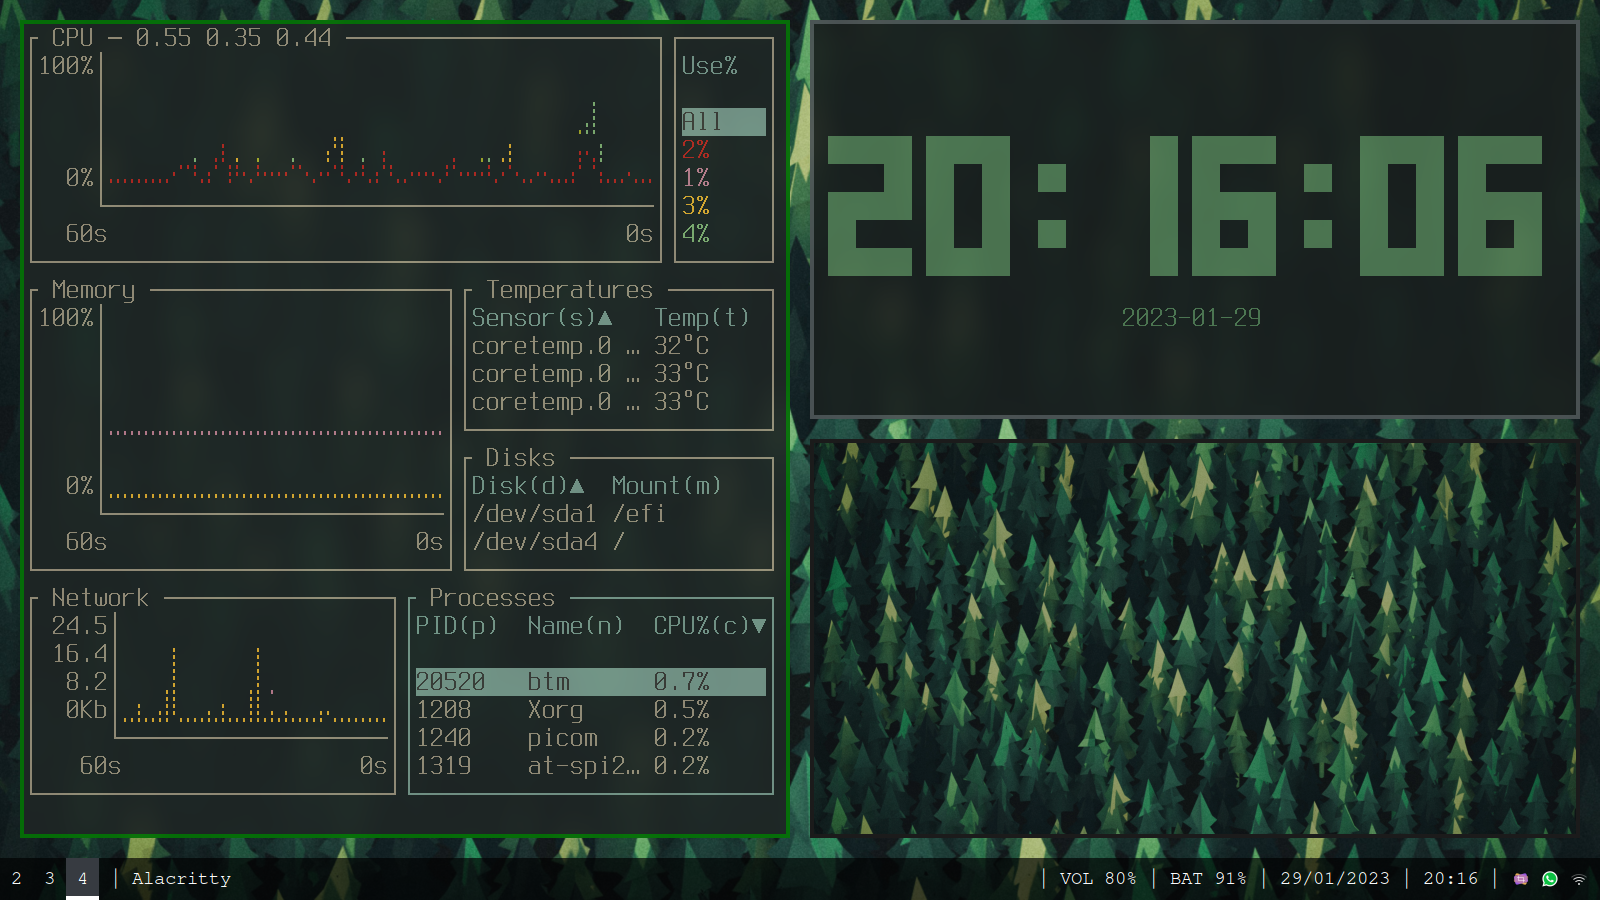 CPU — 0.55 0.35 0.44
100%
0%
60s 0s
Use%
All
2%
1%
3%
4%
Memory
100%
0%
60s 0s
Temperatures
Sensor(s)▲ Temp(t)
coretemp.0 … 32°C
coretemp.0 … 33°C
coretemp.0 … 33°C
Disks
Disk(d)▲ Mount(m)
/dev/sda1 /efi
/dev/sda4 /
Network
24.5
16.4
8.2
0Kb
60s 0s
Processes
PID(p) Name(n) CPU%(c)▼
20520 btm 0.7%
1208 Xorg 0.5%
1240 picom 0.2%
1319 at-spi2… 0.2%
20:16:06
2023-01-29
2 3 4 | Alacritty | VOL 80% | BAT 91% | 29/01/2023 | 20:16 |